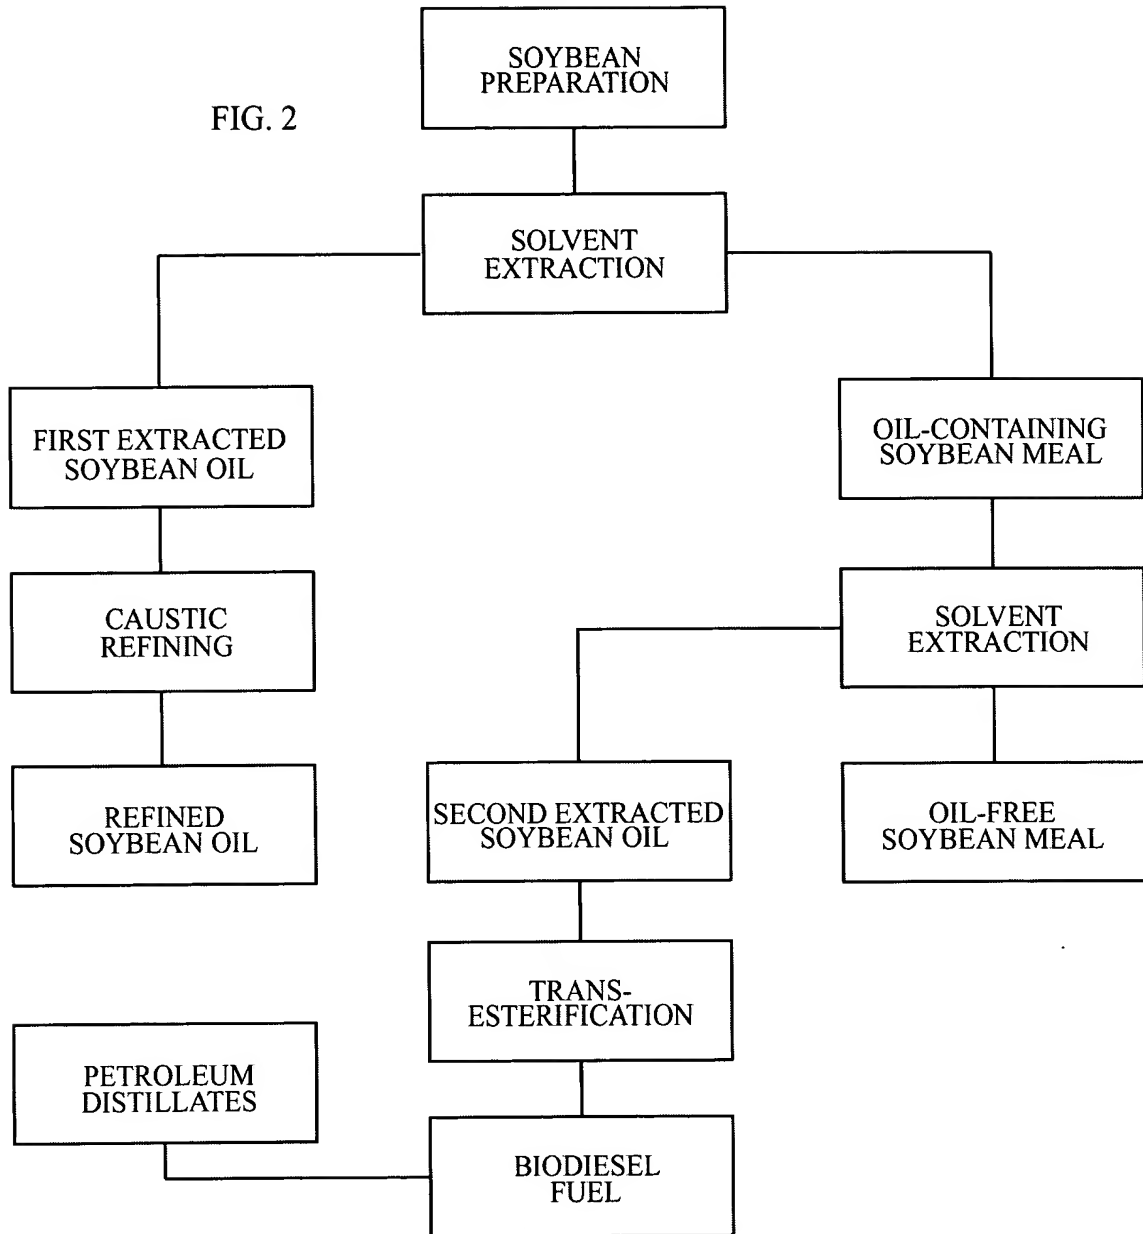 FIG. 2
SOYBEAN
PREPARATION
SOLVENT
EXTRACTION
FIRST EXTRACTED
SOYBEAN OIL
OIL-CONTAINING
SOYBEAN MEAL
CAUSTIC
REFINING
SOLVENT
EXTRACTION
REFINED
SOYBEAN OIL
SECOND EXTRACTED
SOYBEAN OIL
OIL-FREE
SOYBEAN MEAL
TRANS-
ESTERIFICATION
PETROLEUM
DISTILLATES
BIODIESEL
FUEL